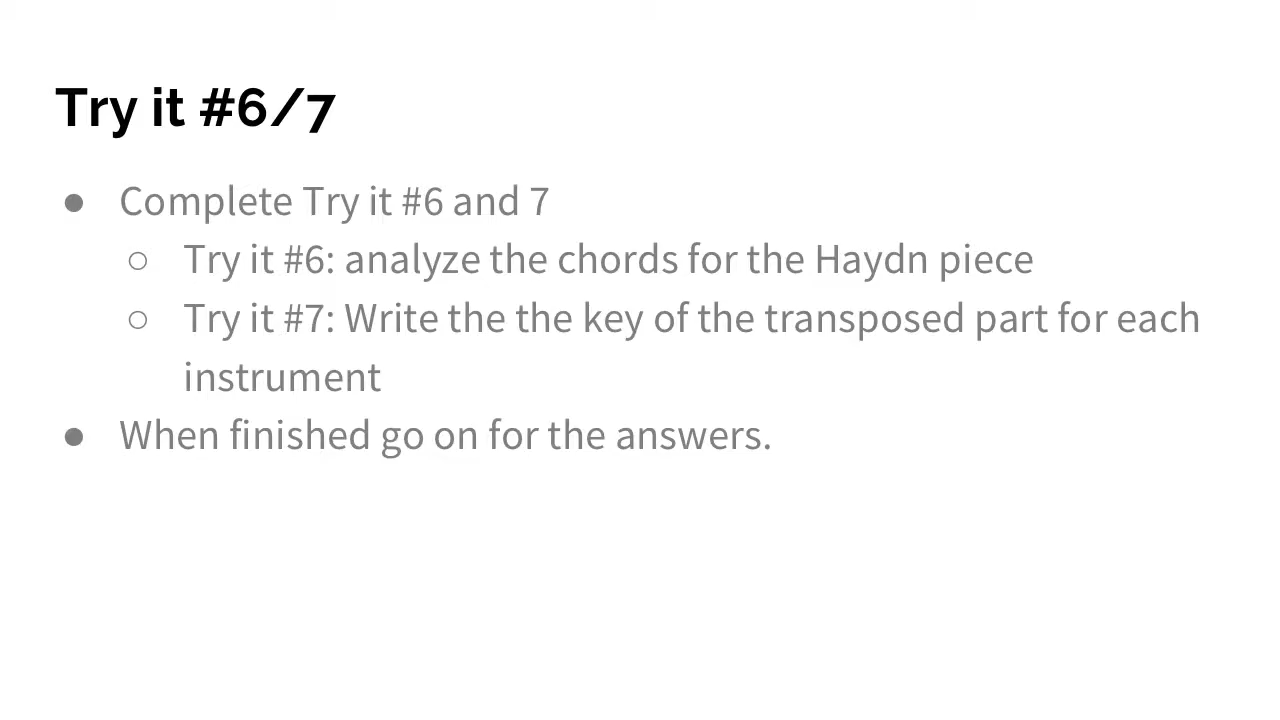 Try it #6/7
● Complete Try it #6 and 7
○ Try it #6: analyze the chords for the Haydn piece
○ Try it #7: Write the the key of the transposed part for each
instrument
● When finished go on for the answers.